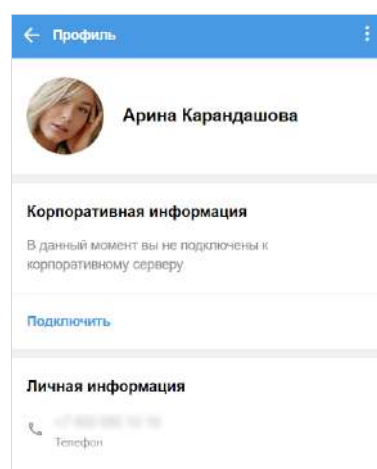 Профиль
Арина Карандашова
Корпоративная информация
В данный момент вы не подключены к
корпоративному серверу
Подключить
Личная информация
Телефон